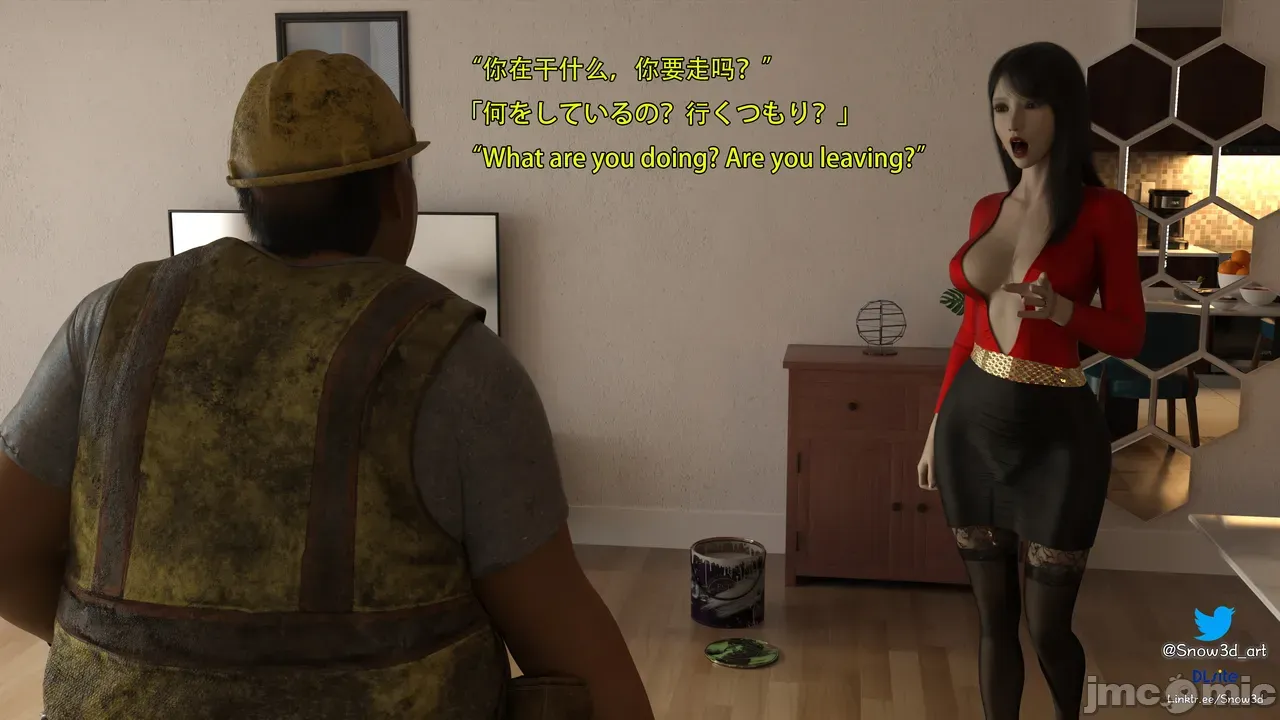 “你在干什么，你要走吗？”
「何をしているの？行くつもり？」
“What are you doing? Are you leaving?”
@Snow3d_art
DLsite
jmcomic
Linktr.ee/Snow3d